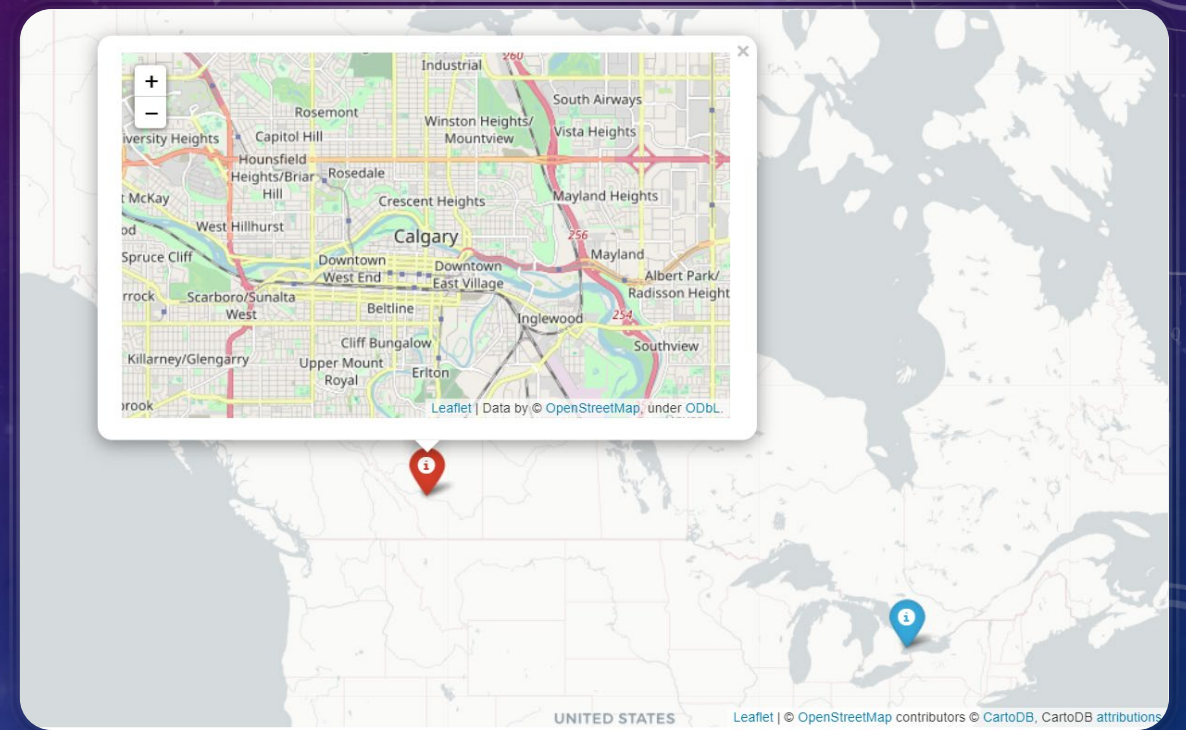 ×
+
−
260
Industrial
South Airways
Rosemont
Winston Heights/
Mountview
Vista Heights
iversity Heights
Capitol Hill
Hounsfield
Heights/Briar
Hill
Rosedale
t McKay
Crescent Heights
Mayland Heights
West Hillhurst
od
Calgary
256
Spruce Cliff
Downtown
West End
Downtown
East Village
Mayland
Albert Park/
Radisson Height
rrock
Scarboro/Sunalta
West
Beltline
Inglewood
254
Cliff Bungalow
Southview
Killarney/Glengarry
Upper Mount
Royal
Erlton
brook
Leaflet | Data by © OpenStreetMap, under ODbL.
i
i
UNITED STATES
Leaflet | © OpenStreetMap contributors © CartoDB, CartoDB attributions